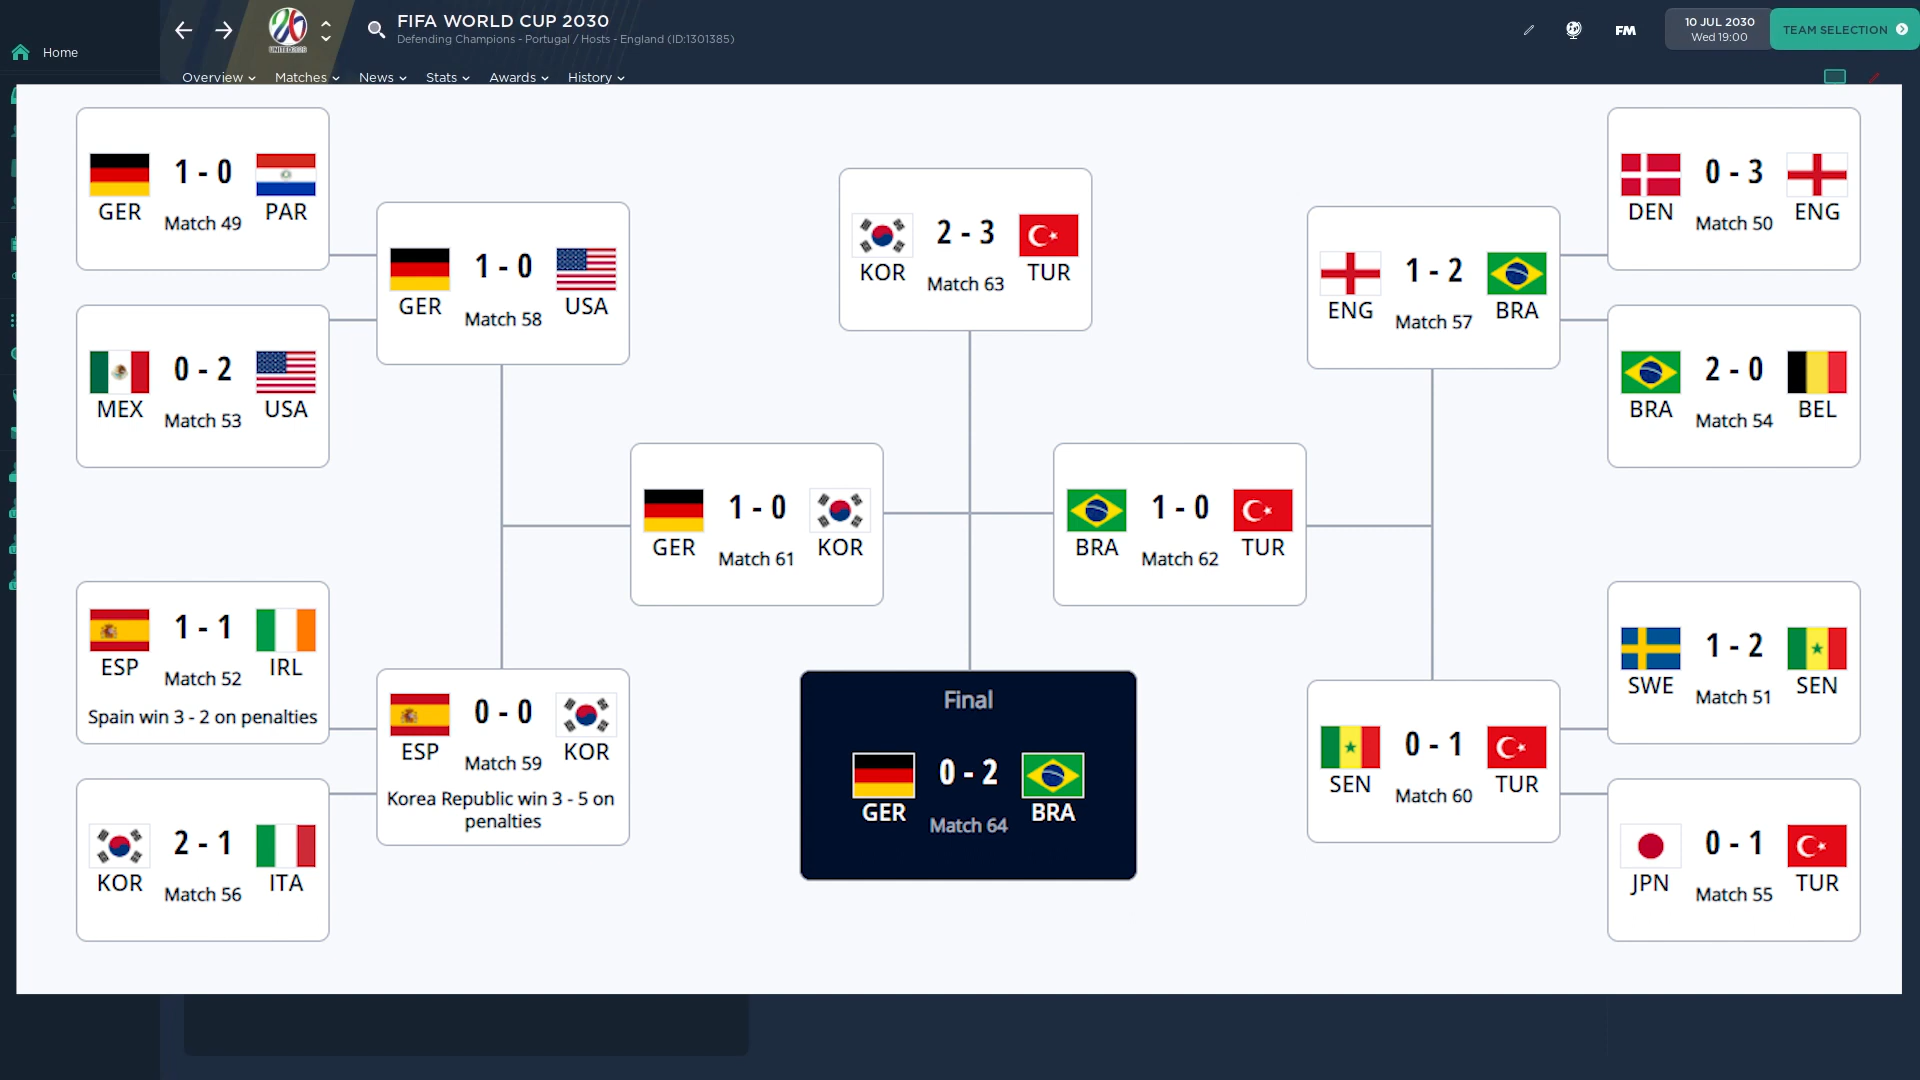 FIFA WORLD CUP 2030
Defending Champions - Portugal / Hosts - England (ID:1301385)
FM
10 JUL 2030
Wed 19:00
TEAM SELECTION
Home
Overview
Matches
News
Stats
Awards
History
1 - 0
GER
PAR
Match 49
0 - 2
MEX
USA
Match 53
1 - 0
GER
USA
Match 58
1 - 1
ESP
IRL
Match 52
Spain win 3 - 2 on penalties
2 - 1
KOR
ITA
Match 56
0 - 0
ESP
KOR
Match 59
Korea Republic win 3 - 5 on
penalties
1 - 0
GER
KOR
Match 61
2 - 3
KOR
TUR
Match 63
Final
0 - 2
GER
BRA
Match 64
1 - 0
BRA
TUR
Match 62
1 - 2
ENG
BRA
Match 57
0 - 1
SEN
TUR
Match 60
0 - 3
DEN
ENG
Match 50
2 - 0
BRA
BEL
Match 54
1 - 2
SWE
SEN
Match 51
0 - 1
JPN
TUR
Match 55